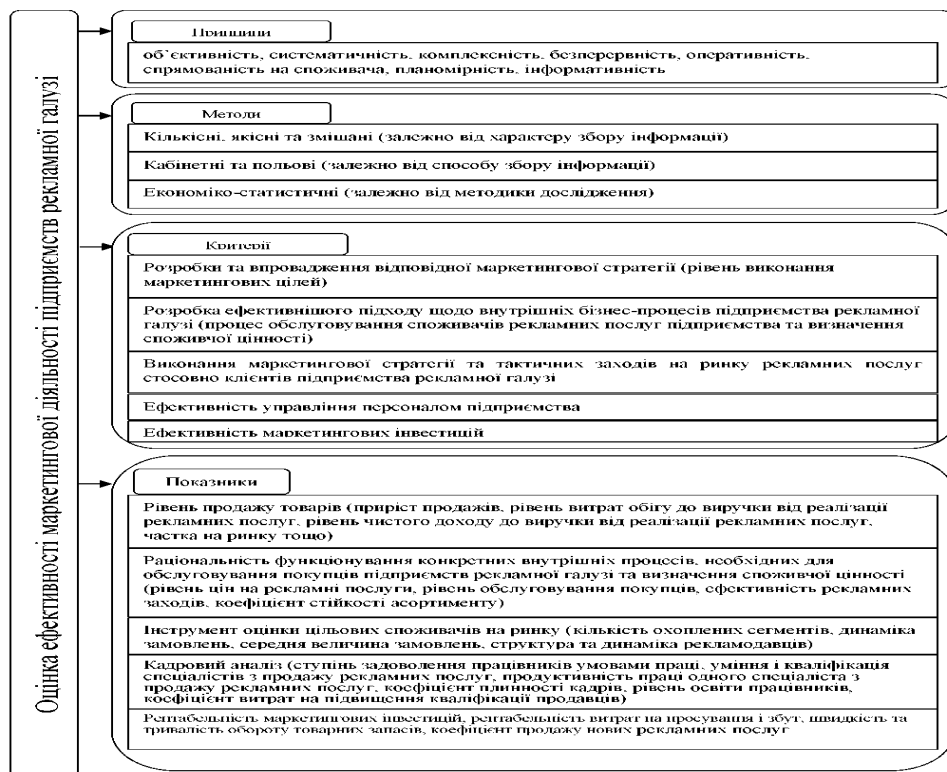 Оцінка ефективності маркетингової діяльності підприємств рекламної галузі
Принципи
об’єктивність, систематичність, комплексність, безперервність, оперативність,
спрямованість на споживача, планомірність, інформативність
Методи
Кількісні, якісні та змішані (залежно від характеру збору інформації)
Кабінетні та польові (залежно від способу збору інформації)
Економіко-статистичні (залежно від методики дослідження)
Критерії
Розробки та впровадження відповідної маркетингової стратегії (рівень виконання
маркетингових цілей)
Розробка ефективнішого підходу щодо внутрішніх бізнес-процесів підприємства рекламної
галузі (процес обслуговування споживачів рекламних послуг підприємства та визначення
споживчої цінності)
Виконання маркетингової стратегії та тактичних заходів на ринку рекламних послуг
стосовно клієнтів підприємства рекламної галузі
Ефективність управління персоналом підприємства
Ефективність маркетингових інвестицій
Показники
Рівень продажу товарів (приріст продажів, рівень витрат обігу до виручки від реалізації
рекламних послуг, рівень чистого доходу до виручки від реалізації рекламних послуг,
частка на ринку тощо)
Раціональність функціонування конкретних внутрішніх процесів, необхідних для
обслуговування покупців підприємств рекламної галузі та визначення споживчої цінності
(рівень цін на рекламні послуги, рівень обслуговування покупців, ефективність рекламних
заходів, коефіцієнт стійкості асортименту)
Інструмент оцінки цільових споживачів на ринку (кількість охоплених сегментів, динаміка
замовлень, середня величина замовлень, структура та динаміка рекламодавців)
Кадровий аналіз (ступінь задоволення працівників умовами праці, уміння і кваліфікація
спеціалістів з продажу рекламних послуг, продуктивність праці одного спеціаліста з
продажу рекламних послуг, коефіцієнт плинності кадрів, рівень освіти працівників,
коефіцієнт витрат на підвищення кваліфікації продавців)
Рентабельність маркетингових інвестицій, рентабельність витрат на просування і збут, швидкість та
тривалість обороту товарних запасів, коефіцієнт продажу нових рекламних послуг